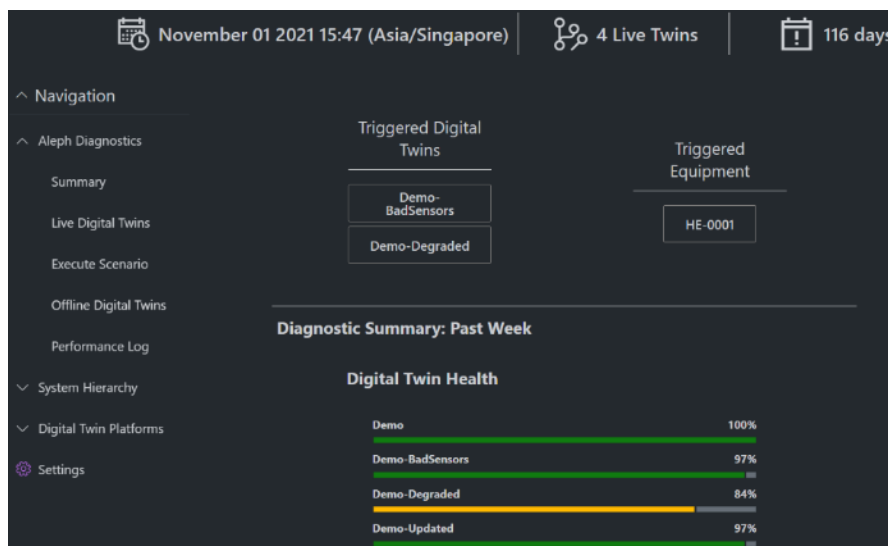 November 01 2021 15:47 (Asia/Singapore)
4 Live Twins
116 days
Navigation
Aleph Diagnostics
Summary
Live Digital Twins
Execute Scenario
Offline Digital Twins
Performance Log
System Hierarchy
Digital Twin Platforms
Settings
Triggered Digital
Twins
Demo-
BadSensors
Demo-Degraded
Triggered
Equipment
HE-0001
Diagnostic Summary: Past Week
Digital Twin Health
Demo 100%
Demo-BadSensors 97%
Demo-Degraded 84%
Demo-Updated 97%